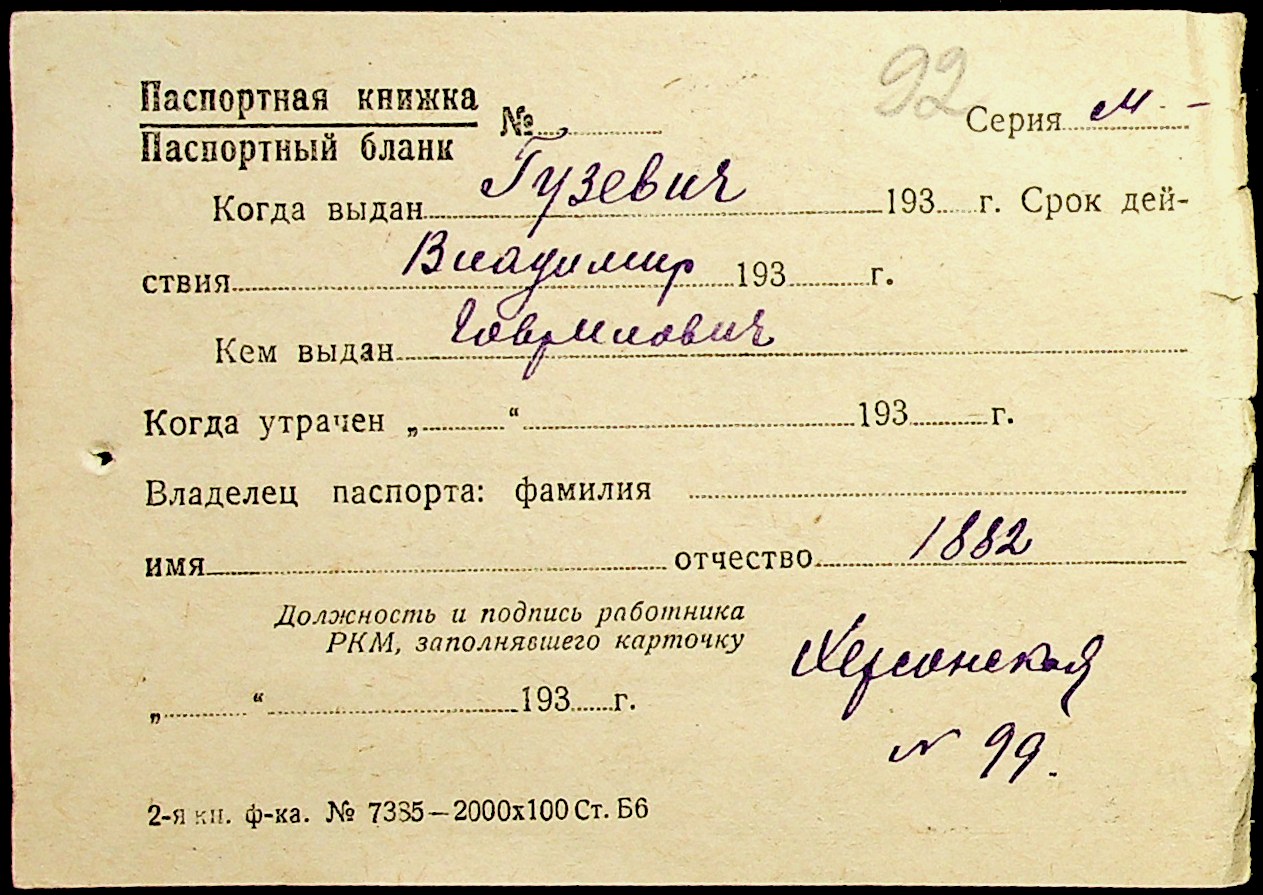 92
Паспортная книжка
Паспортный бланк
№ Серия М. -
Когда выдан Гузевич 193 г. Срок дей-
ствия Владимир 193 г.
Кем выдан Гаврилович
Когда утрачен „ “ 193 г.
Владелец паспорта: фамилия
имя отчество 1882
Должность и подпись работника
РКМ, заполнявшего карточку
Херсонская
„ “ 193 г.
N 99.
2-я кн. ф-ка. № 7385—2000х100 Ст. Б6